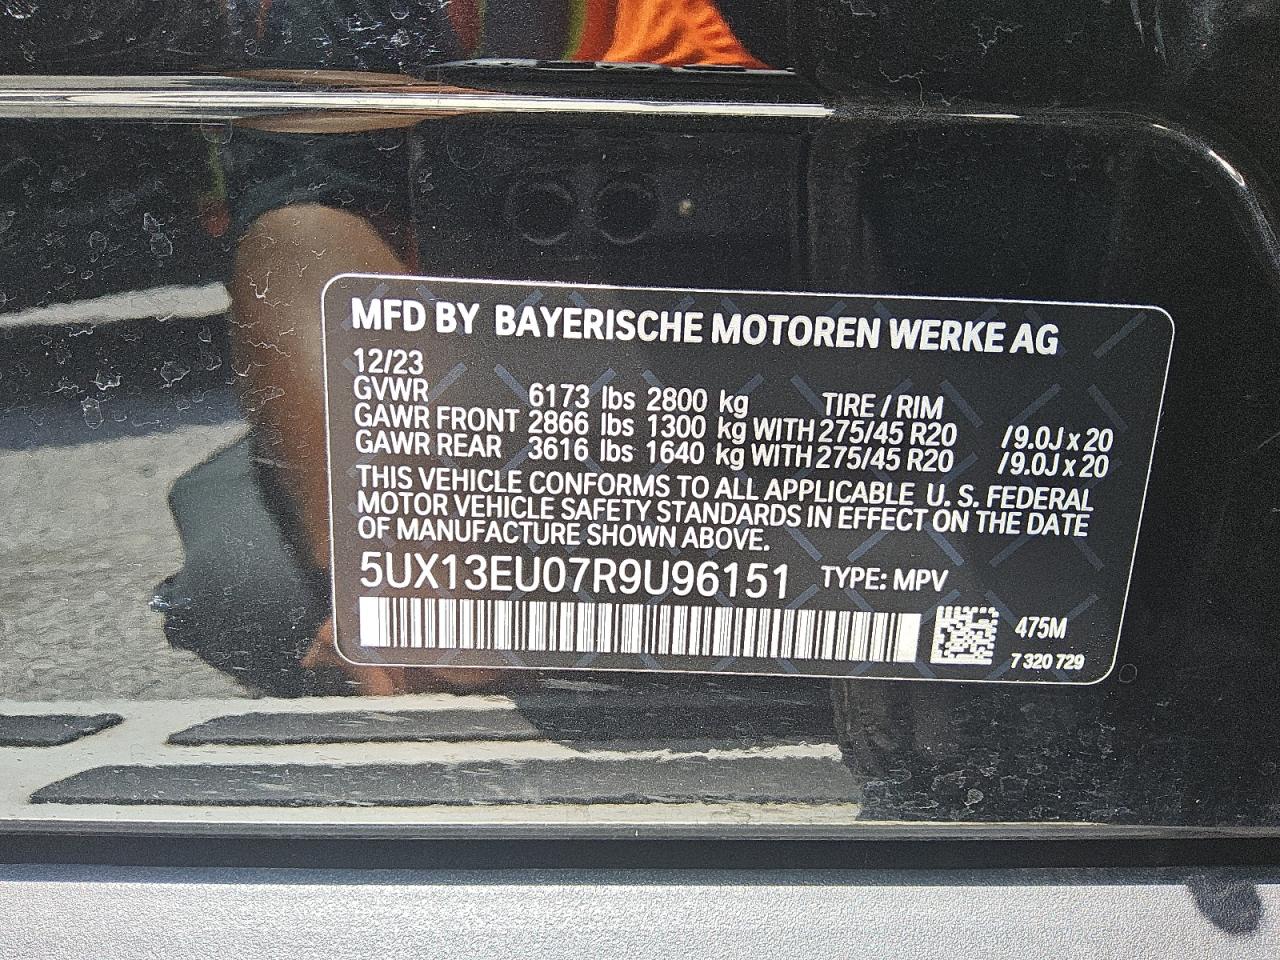 MFD BY BAYERISCHE MOTOREN WERKE AG
12/23
GVWR 6173 lbs 2800 kg TIRE / RIM
GAWR FRONT 2866 lbs 1300 kg WITH 275/45 R20 /9.0J x 20
GAWR REAR 3616 lbs 1640 kg WITH 275/45 R20 /9.0J x 20
THIS VEHICLE CONFORMS TO ALL APPLICABLE U. S. FEDERAL
MOTOR VEHICLE SAFETY STANDARDS IN EFFECT ON THE DATE
OF MANUFACTURE SHOWN ABOVE.
5UX13EU07R9U96151 TYPE: MPV
475M
7 320 729